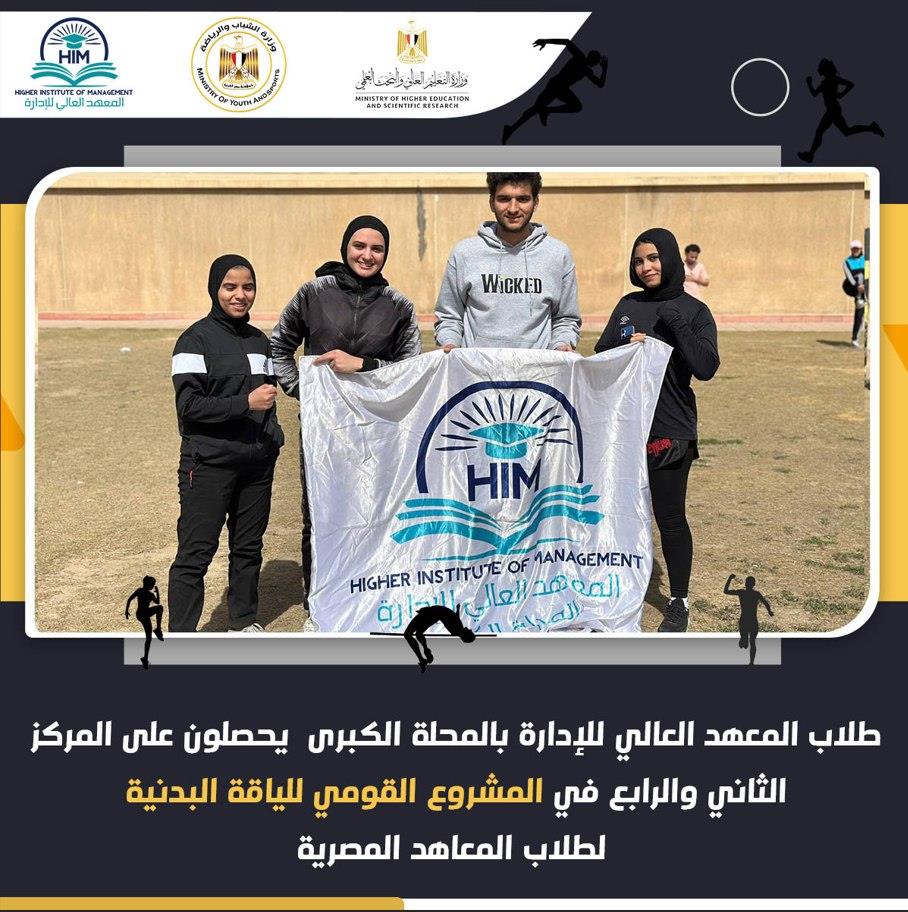 HIM
HIGHER INSTITUTE OF MANAGEMENT
المعهد العالي للإدارة
وزارة الشباب والرياضة
MINISTRY OF YOUTH AND SPORTS
وزارة التعليم العالي والبحث العلمي
MINISTRY OF HIGHER EDUCATION
AND SCIENTIFIC RESEARCH
WICKED
HIM
HIGHER INSTITUTE OF MANAGEMENT
المعهد العالي للإدارة
طلاب المعهد العالي للإدارة بالمحلة الكبرى يحصلون على المركز
الثاني والرابع في المشروع القومي للياقة البدنية
لطلاب المعاهد المصرية